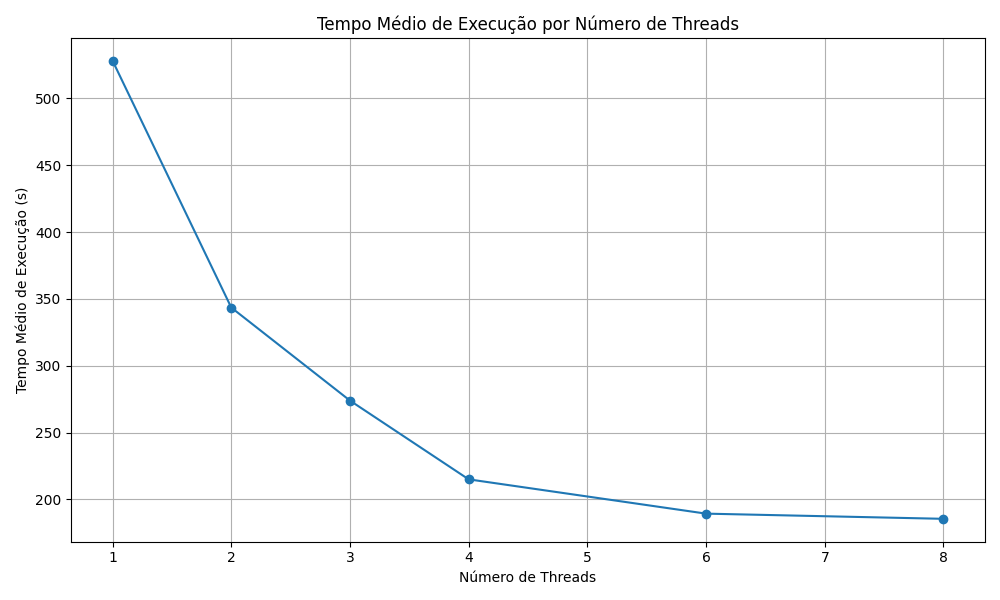 Tempo Médio de Execução por Número de Threads
Tempo Médio de Execução (s)
500
450
400
350
300
250
200
1 2 3 4 5 6 7 8
Número de Threads